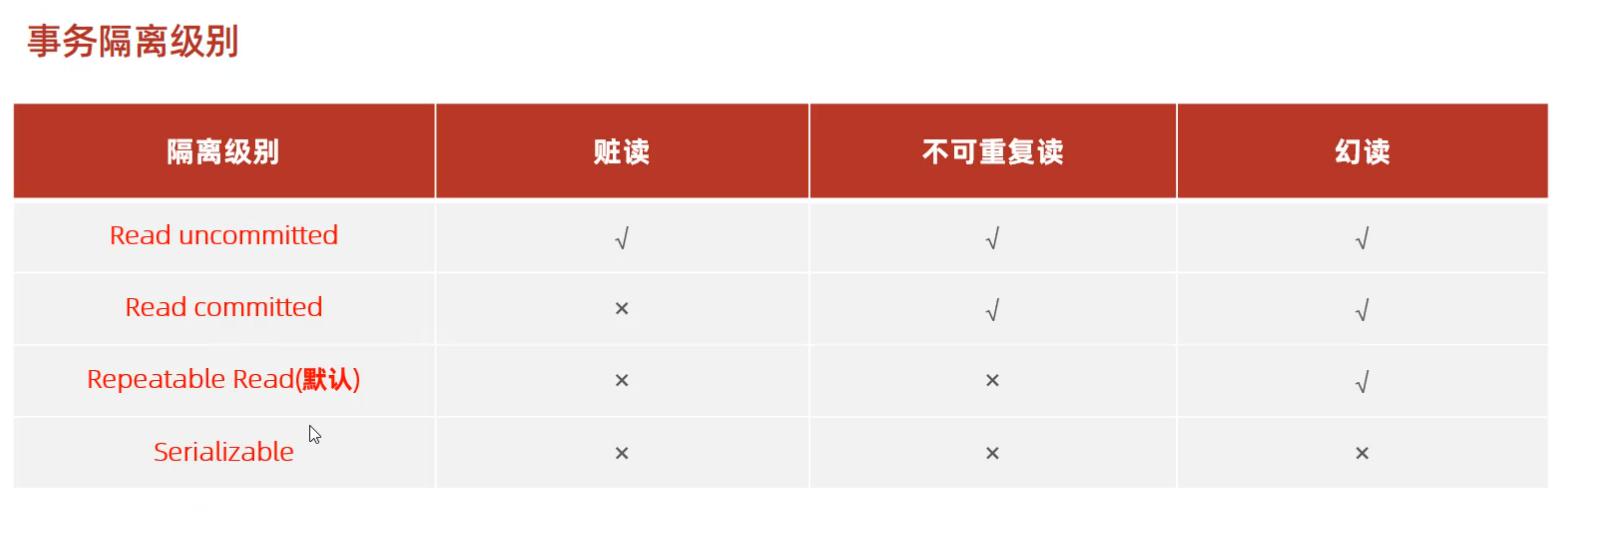 事务隔离级别
隔离级别 赃读 不可重复读 幻读
Read uncommitted √ √ √
Read committed × √ √
Repeatable Read(默认) × × √
Serializable × × ×